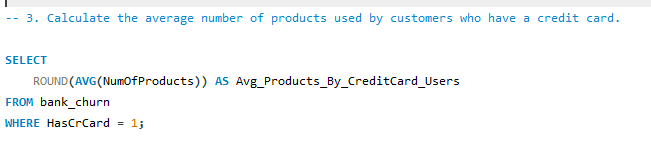 -- 3. Calculate the average number of products used by customers who have a credit card.
SELECT
ROUND(AVG(NumOfProducts)) AS Avg_Products_By_CreditCard_Users
FROM bank_churn
WHERE HasCrCard = 1;